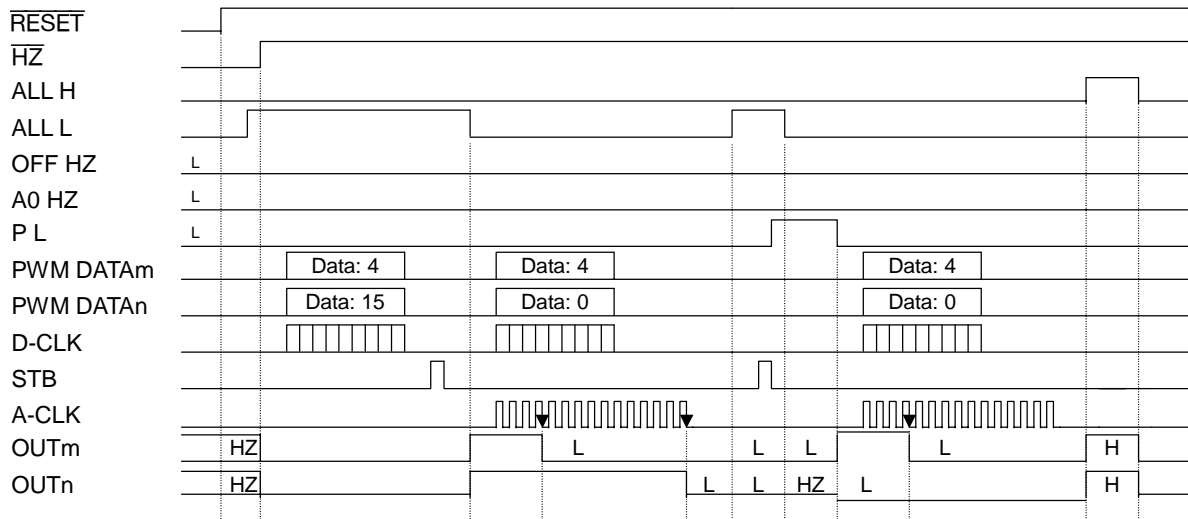 RESET
HZ
ALL H
ALL L
OFF HZ L
A0 HZ L
P L L
PWM DATAm Data: 4 Data: 4 Data: 4
PWM DATAn Data: 15 Data: 0 Data: 0
D-CLK
STB
A-CLK
OUTm HZ L L L L H
OUTn HZ L L HZ L H